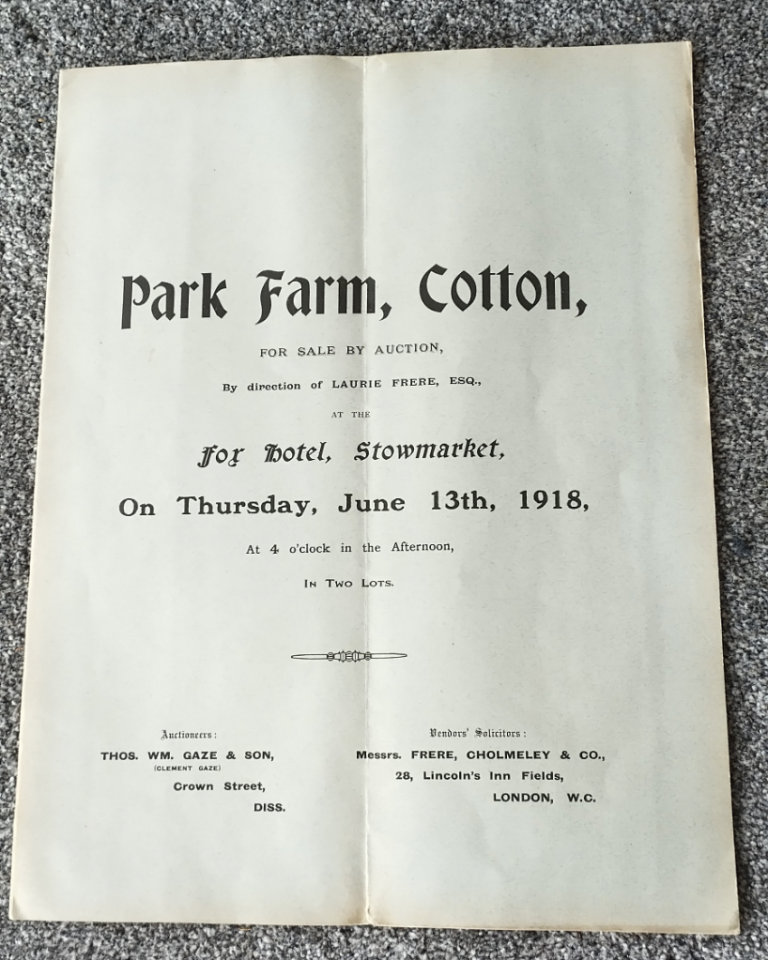 Park Farm, Cotton,
FOR SALE BY AUCTION,
By direction of LAURIE FRERE, ESQ.,
AT THE
Fox Hotel, Stowmarket,
On Thursday, June 13th, 1918,
At 4 o'clock in the Afternoon,
IN TWO LOTS.
Auctioneers:
THOS. WM. GAZE & SON,
(CLEMENT GAZE)
Crown Street,
DISS.
Vendors' Solicitors:
Messrs. FRERE, CHOLMELEY & CO.,
28, Lincoln's Inn Fields,
LONDON, W.C.